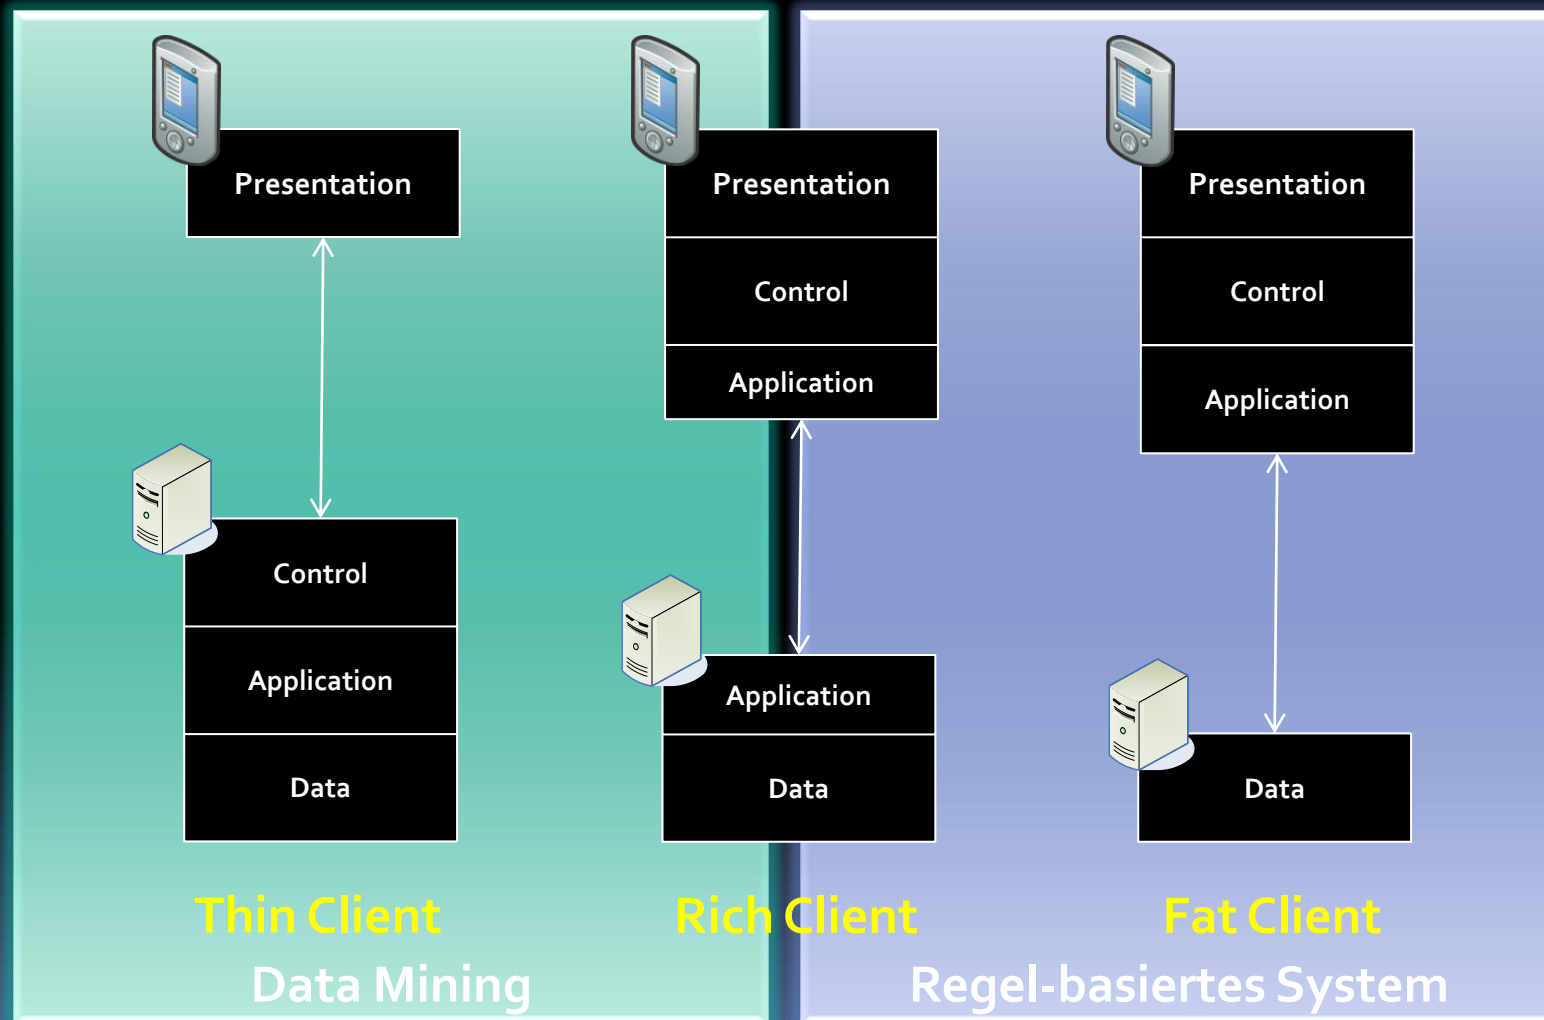 Presentation
Control
Application
Data
Thin Client
Presentation
Control
Application
Application
Data
Rich Client
Presentation
Control
Application
Data
Fat Client
Data Mining
Regel-basiertes System